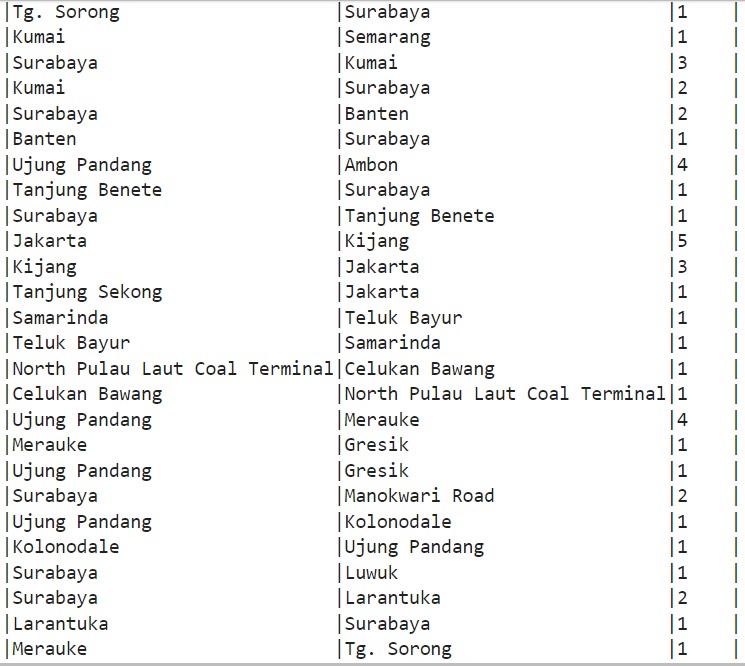 |Tg. Sorong                    |Surabaya                      |1    |
|Kumai                         |Semarang                      |1    |
|Surabaya                      |Kumai                         |3    |
|Kumai                         |Surabaya                      |2    |
|Surabaya                      |Banten                        |2    |
|Banten                        |Surabaya                      |1    |
|Ujung Pandang                 |Ambon                         |4    |
|Tanjung Benete                |Surabaya                      |1    |
|Surabaya                      |Tanjung Benete                |1    |
|Jakarta                       |Kijang                        |5    |
|Kijang                        |Jakarta                       |3    |
|Tanjung Sekong                |Jakarta                       |1    |
|Samarinda                     |Teluk Bayur                   |1    |
|Teluk Bayur                   |Samarinda                     |1    |
|North Pulau Laut Coal Terminal|Celukan Bawang                |1    |
|Celukan Bawang                |North Pulau Laut Coal Terminal|1    |
|Ujung Pandang                 |Merauke                       |4    |
|Merauke                       |Gresik                        |1    |
|Ujung Pandang                 |Gresik                        |1    |
|Surabaya                      |Manokwari Road                |2    |
|Ujung Pandang                 |Kolonodale                    |1    |
|Kolonodale                    |Ujung Pandang                 |1    |
|Surabaya                      |Luwuk                         |1    |
|Surabaya                      |Larantuka                     |2    |
|Larantuka                     |Surabaya                      |1    |
|Merauke                       |Tg. Sorong                    |1    |